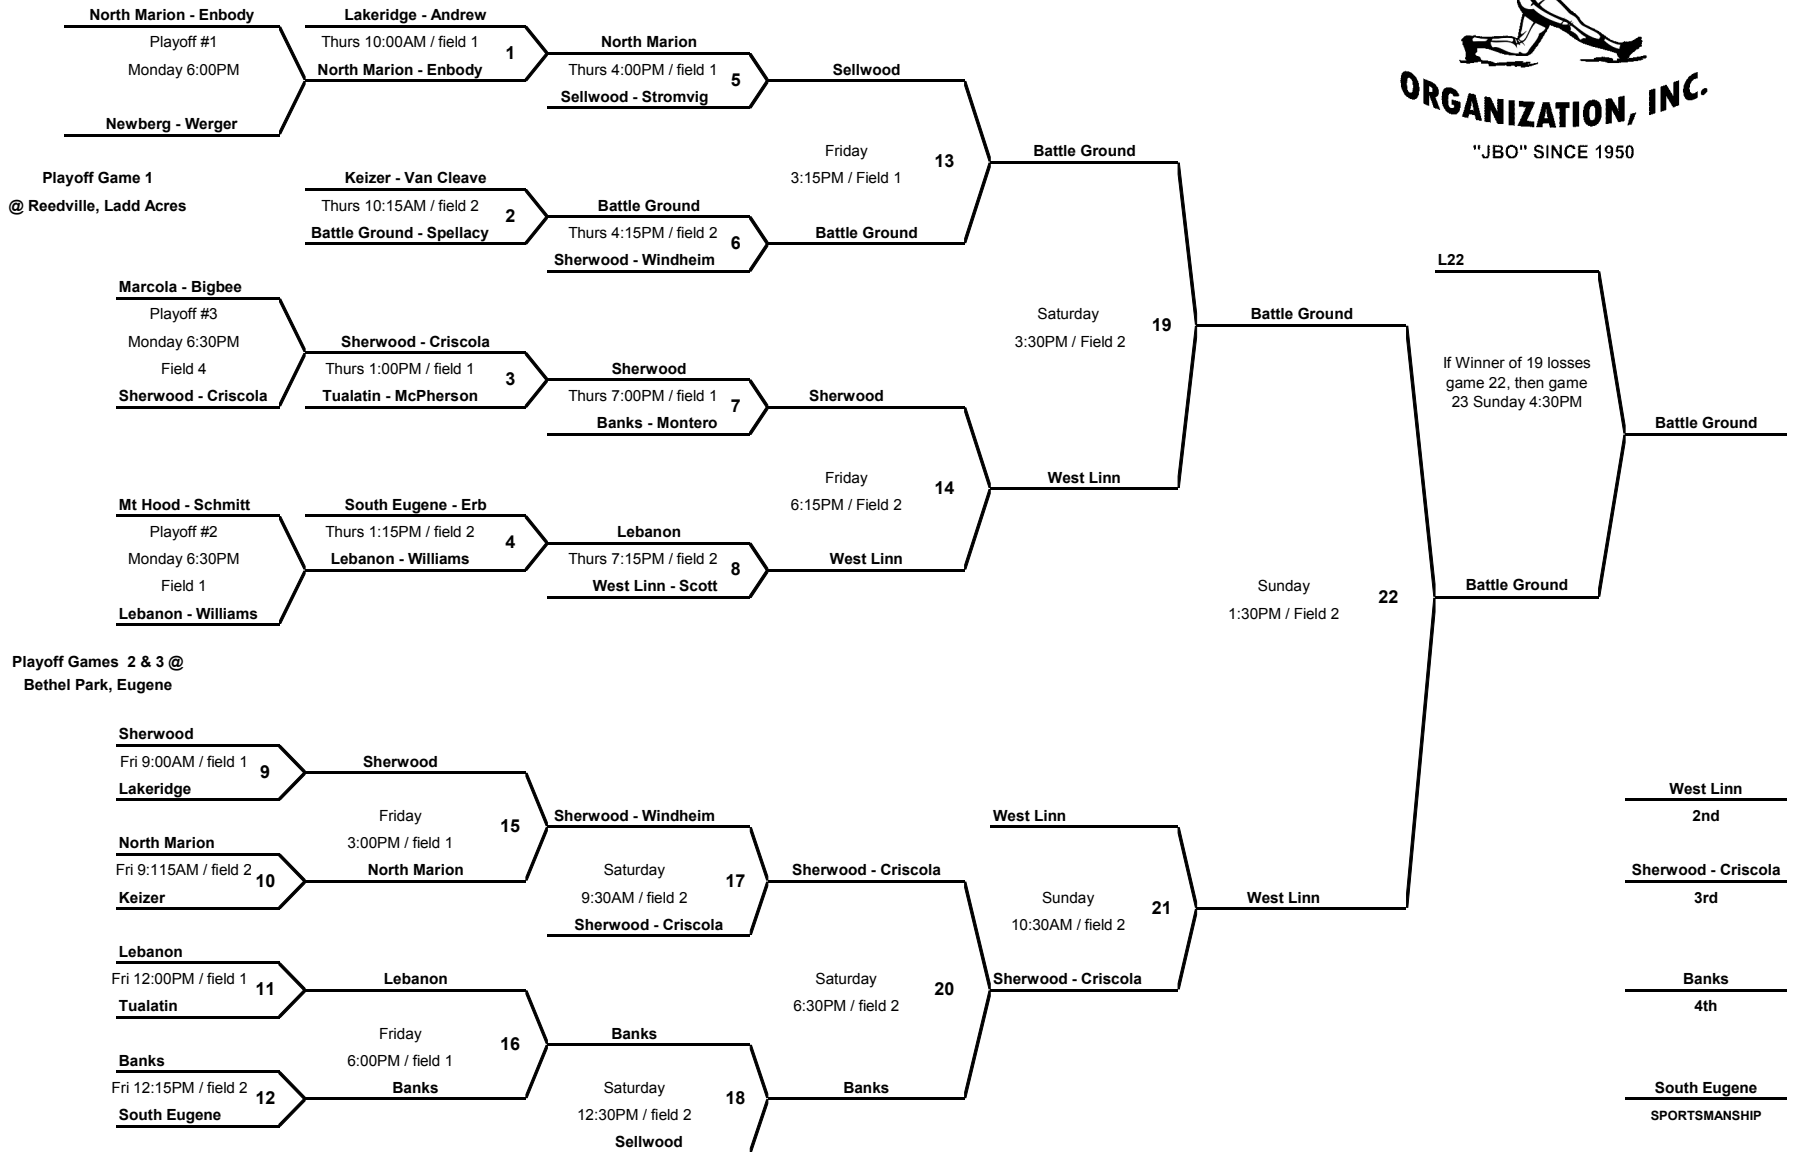 North Marion - Enbody
Playoff #1
Monday 6:00PM
Newberg - Werger
Playoff Game 1
@ Reedville, Ladd Acres
Marcola - Bigbee
Playoff #3
Monday 6:30PM
Field 4
Sherwood - Criscola
Mt Hood - Schmitt
Playoff #2
Monday 6:30PM
Field 1
Lebanon - Williams
Playoff Games 2 & 3 @
Bethel Park, Eugene
Lakeridge - Andrew
Thurs 10:00AM / field 1
1
North Marion - Enbody
Keizer - Van Cleave
Thurs 10:15AM / field 2
2
Battle Ground - Spellacy
Sherwood - Criscola
Thurs 1:00PM / field 1
3
Tualatin - McPherson
South Eugene - Erb
Thurs 1:15PM / field 2
4
Lebanon - Williams
North Marion
Thurs 4:00PM / field 1
5
Sellwood - Stromvig
Battle Ground
Thurs 4:15PM / field 2
6
Sherwood - Windheim
Sherwood
Thurs 7:00PM / field 1
7
Banks - Montero
Lebanon
Thurs 7:15PM / field 2
8
West Linn - Scott
Sellwood
Friday
13
3:15PM / Field 1
Battle Ground
Sherwood
Friday
14
6:15PM / Field 2
West Linn
Battle Ground
Saturday
19
3:30PM / Field 2
West Linn
Battle Ground
Sunday
22
1:30PM / Field 2
ORGANIZATION, INC.
"JBO" SINCE 1950
L22
If Winner of 19 losses
game 22, then game
23 Sunday 4:30PM
Battle Ground
Battle Ground
Sherwood
Fri 9:00AM / field 1
9
Lakeridge
North Marion
Fri 9:115AM / field 2
10
Keizer
Lebanon
Fri 12:00PM / field 1
11
Tualatin
Banks
Fri 12:15PM / field 2
12
South Eugene
Sherwood
Friday
15
3:00PM / field 1
North Marion
Lebanon
Friday
16
6:00PM / field 1
Banks
Sherwood - Windheim
Saturday
17
9:30AM / field 2
Sherwood - Criscola
Banks
Saturday
18
12:30PM / field 2
Sellwood
Sherwood - Criscola
Saturday
20
6:30PM / field 2
Banks
West Linn
Sunday
21
10:30AM / field 2
Sherwood - Criscola
West Linn
West Linn
2nd
Sherwood - Criscola
3rd
Banks
4th
South Eugene
SPORTSMANSHIP